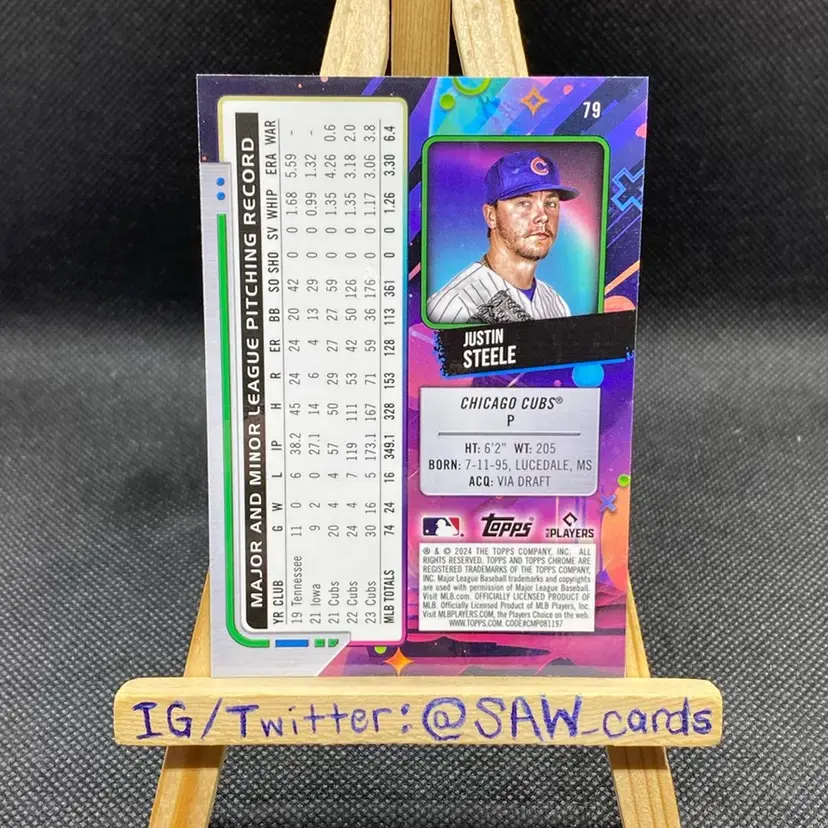 MAJOR AND MINOR LEAGUE PITCHING RECORD
YR CLUB G W L IP H R ER BB SO SHO SV WHIP ERA WAR
19 Tennessee 11 0 6 38.2 45 24 24 20 42 0 0 1.68 5.59 -
21 Iowa 9 2 0 27.1 14 6 4 13 29 0 0 0.99 1.32 -
21 Cubs 20 4 4 57 50 29 27 27 59 0 0 1.35 4.26 0.6
22 Cubs 24 4 7 119 111 53 42 50 126 0 0 1.35 3.18 2.0
23 Cubs 30 16 5 173.1 167 71 59 36 176 0 0 1.17 3.06 3.8
MLB TOTALS 74 24 16 349.1 328 153 128 113 361 0 0 1.26 3.30 6.4
79
C
JUSTIN
STEELE
CHICAGO CUBS®
P
HT: 6'2" WT: 205
BORN: 7-11-95, LUCEDALE, MS
ACQ: VIA DRAFT
Topps
MLB PLAYERS
® & © 2024 THE TOPPS COMPANY, INC. ALL
RIGHTS RESERVED. TOPPS AND TOPPS CHROME ARE
REGISTERED TRADEMARKS OF THE TOPPS COMPANY,
INC. Major League Baseball trademarks and copyrights
are used with permission of Major League Baseball.
Visit MLB.com. OFFICIALLY LICENSED PRODUCT OF
MLB. Officially Licensed Product of MLB Players, Inc.
Visit MLBPLAYERS.COM, the Players Choice on the web.
WWW.TOPPS.COM CODE#CMP081197
IG/Twitter:@SAW_cards